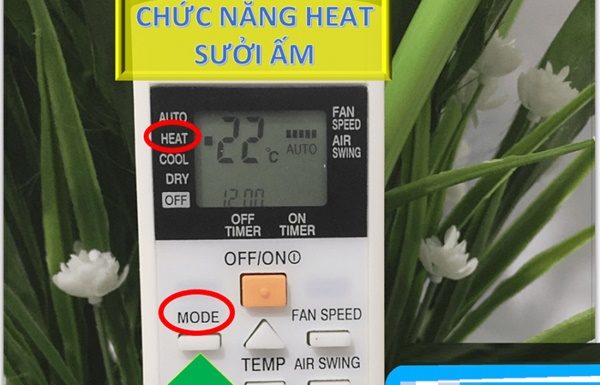 CHỨC NĂNG HEAT
SƯỞI ẤM
AUTO
HEAT
COOL
DRY
OFF
22°C
AUTO
12:00
FAN
SPEED
AIR
SWING
OFF
TIMER
ON
TIMER
OFF/ON
MODE
FAN SPEED
TEMP
AIR SWING